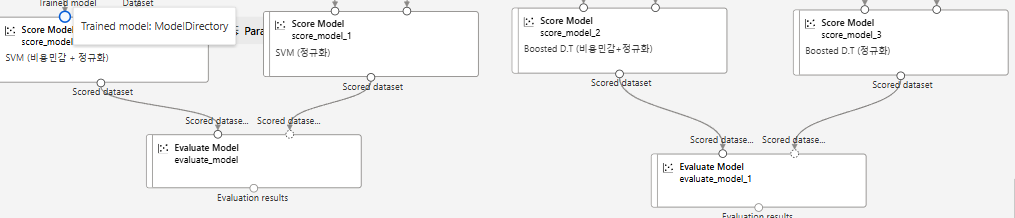 Trained model
Dataset
Trained model: ModelDirectory
Para
Score Model
score_model
SVM (비용민감 + 정규화)
Scored dataset
Score Model
score_model_1
SVM (정규화)
Scored dataset
Score Model
score_model_2
Boosted D.T (비용민감+정규화)
Scored dataset
Score Model
score_model_3
Boosted D.T (정규화)
Scored dataset
Scored datase...
Scored datase...
Evaluate Model
evaluate_model
Evaluation results
Scored datase...
Scored datase...
Evaluate Model
evaluate_model_1
Evaluation results